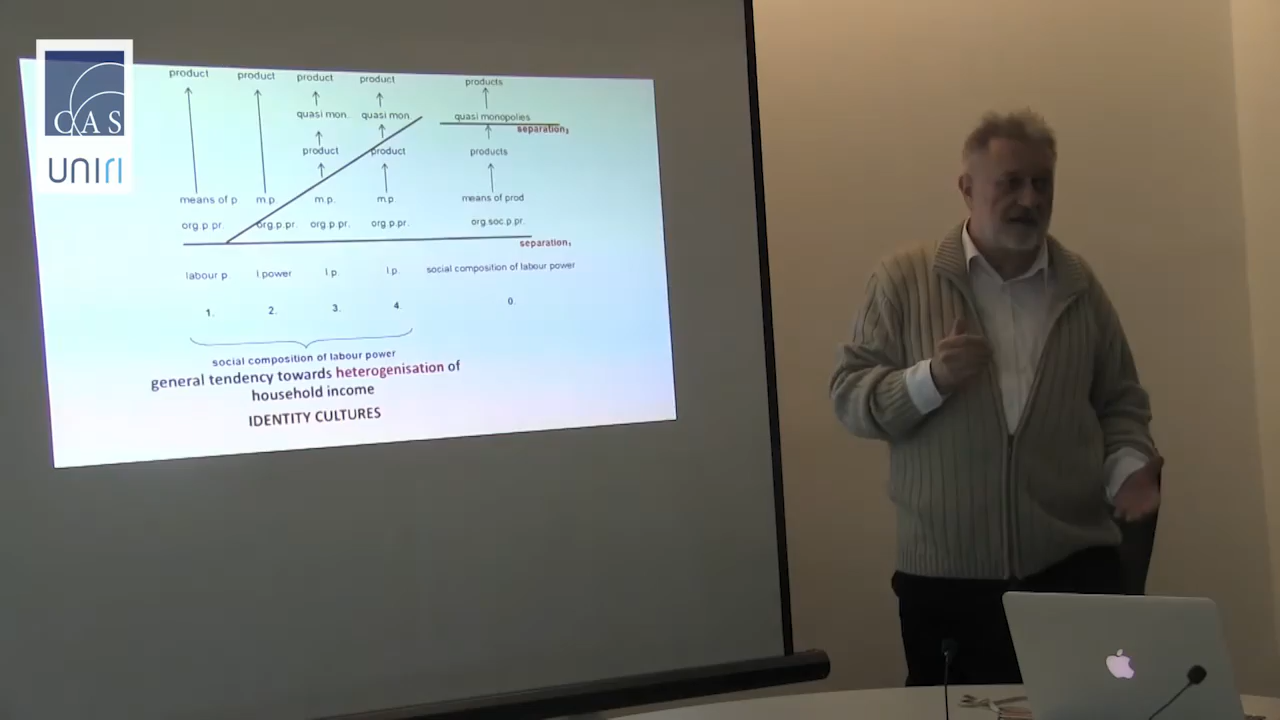 CAS
UNIRI
product product product product products
quasi mon. quasi mon. quasi monopolies
separation₃
product product products
means of p m.p. m.p. m.p. means of prod
org.p.pr. org.p.pr. org.p.pr. org.p.pr. org.soc.p.pr.
separation₁
labour p l.power l.p. l.p. social composition of labour power
1. 2. 3. 4. 0.
social composition of labour power
general tendency towards heterogenisation of
household income
IDENTITY CULTURES